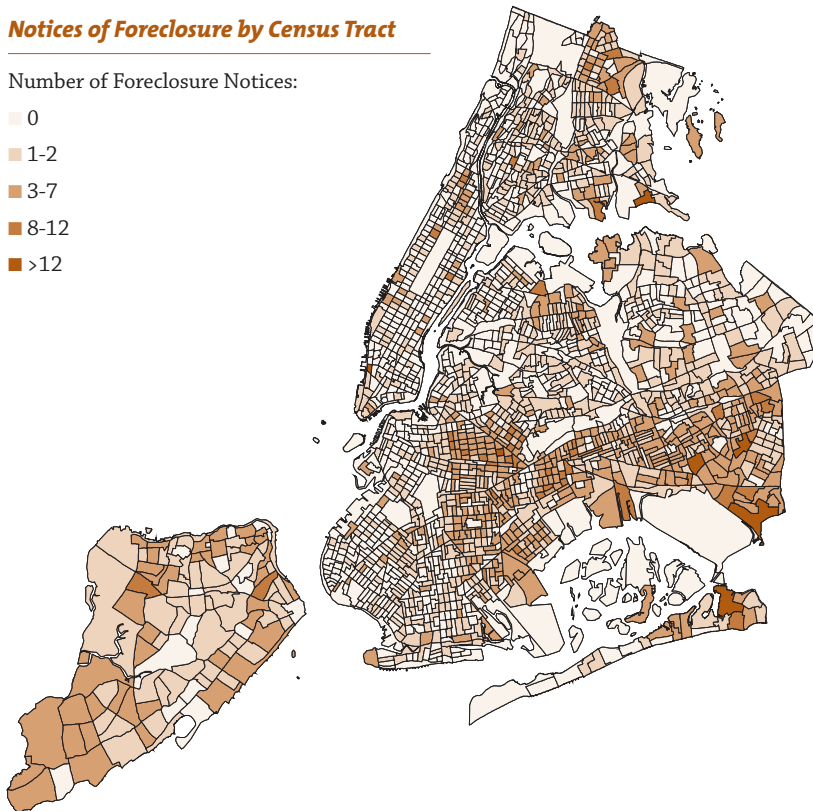 Notices of Foreclosure by Census Tract
Number of Foreclosure Notices:
0
1-2
3-7
8-12
>12